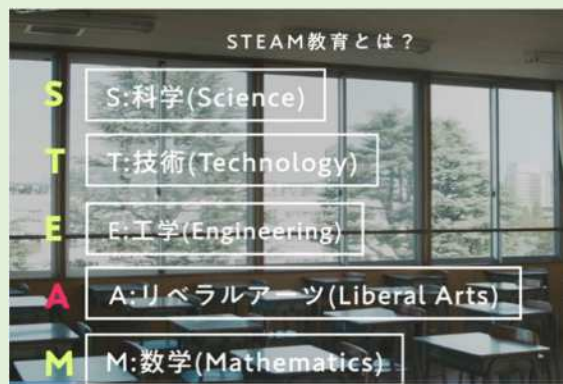 STEAM教育とは？
S S:科学(Science)
T T:技術(Technology)
E E:工学(Engineering)
A A:リベラルアーツ(Liberal Arts)
M M:数学(Mathematics)